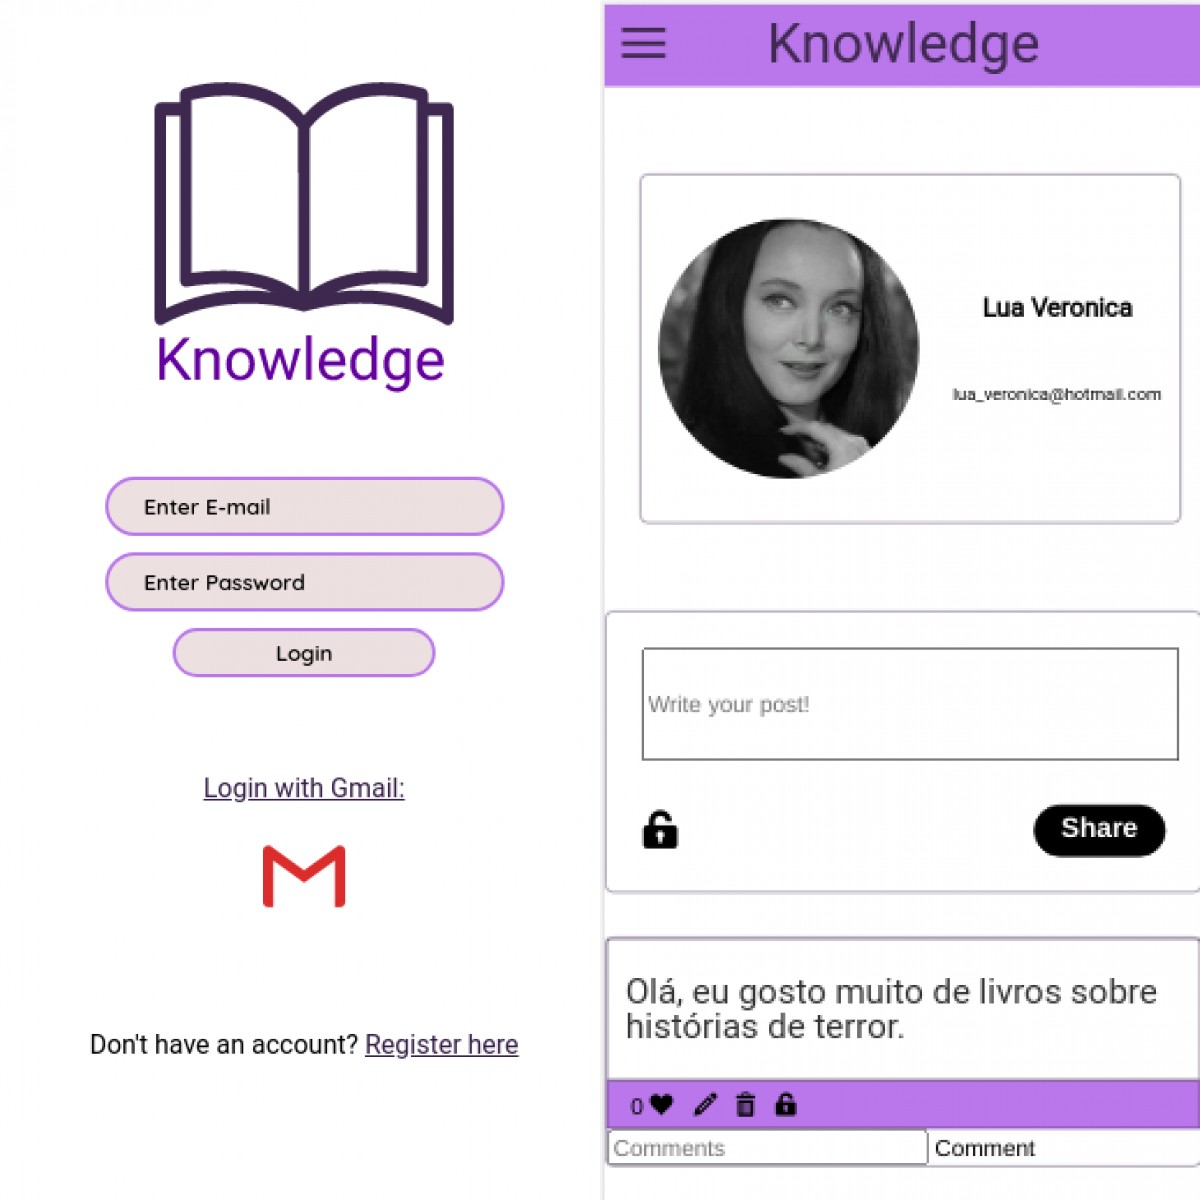 Knowledge
Enter E-mail
Enter Password
Login
Login with Gmail:
Don't have an account? Register here
Knowledge
Lua Veronica
lua_veronica@hotmail.com
Write your post!
Share
Olá, eu gosto muito de livros sobre
histórias de terror.
0
Comments
Comment